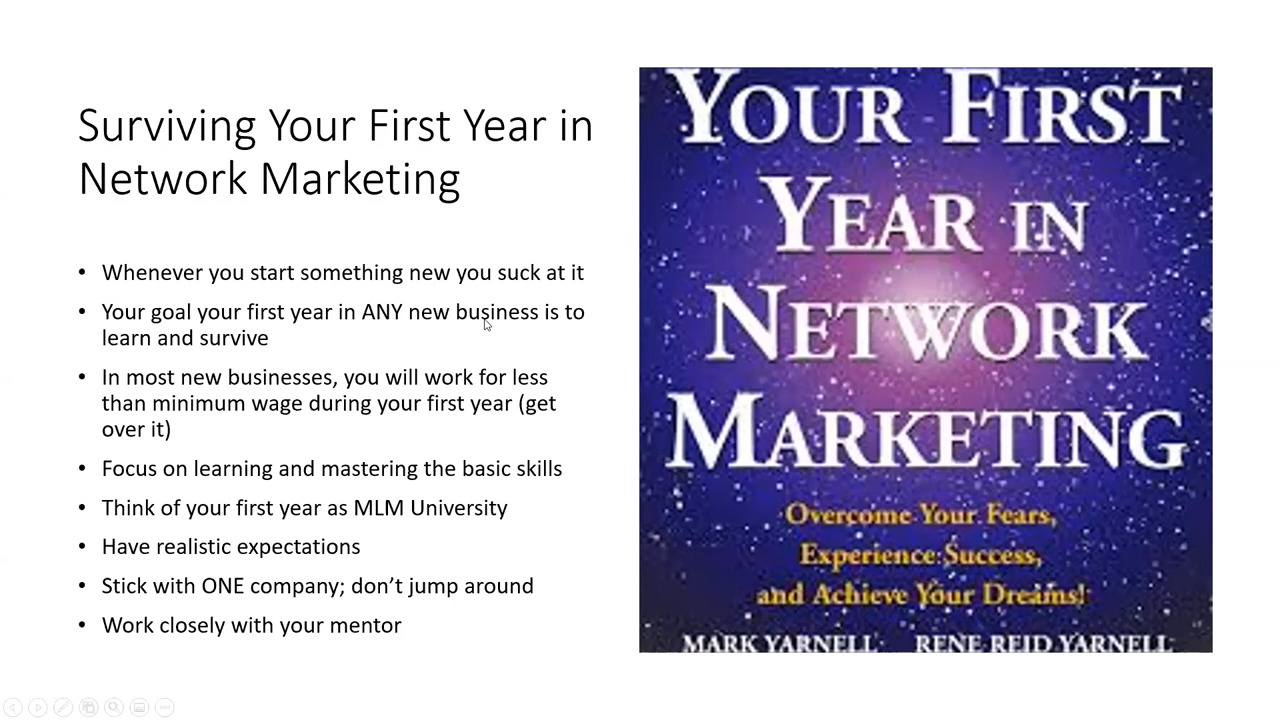 Surviving Your First Year in
Network Marketing
• Whenever you start something new you suck at it
• Your goal your first year in ANY new business is to
learn and survive
• In most new businesses, you will work for less
than minimum wage during your first year (get
over it)
• Focus on learning and mastering the basic skills
• Think of your first year as MLM University
• Have realistic expectations
• Stick with ONE company; don’t jump around
• Work closely with your mentor
YOUR FIRST
YEAR IN
NETWORK
MARKETING
Overcome Your Fears,
Experience Success,
and Achieve Your Dreams!
MARK YARNELL RENE REID YARNELL